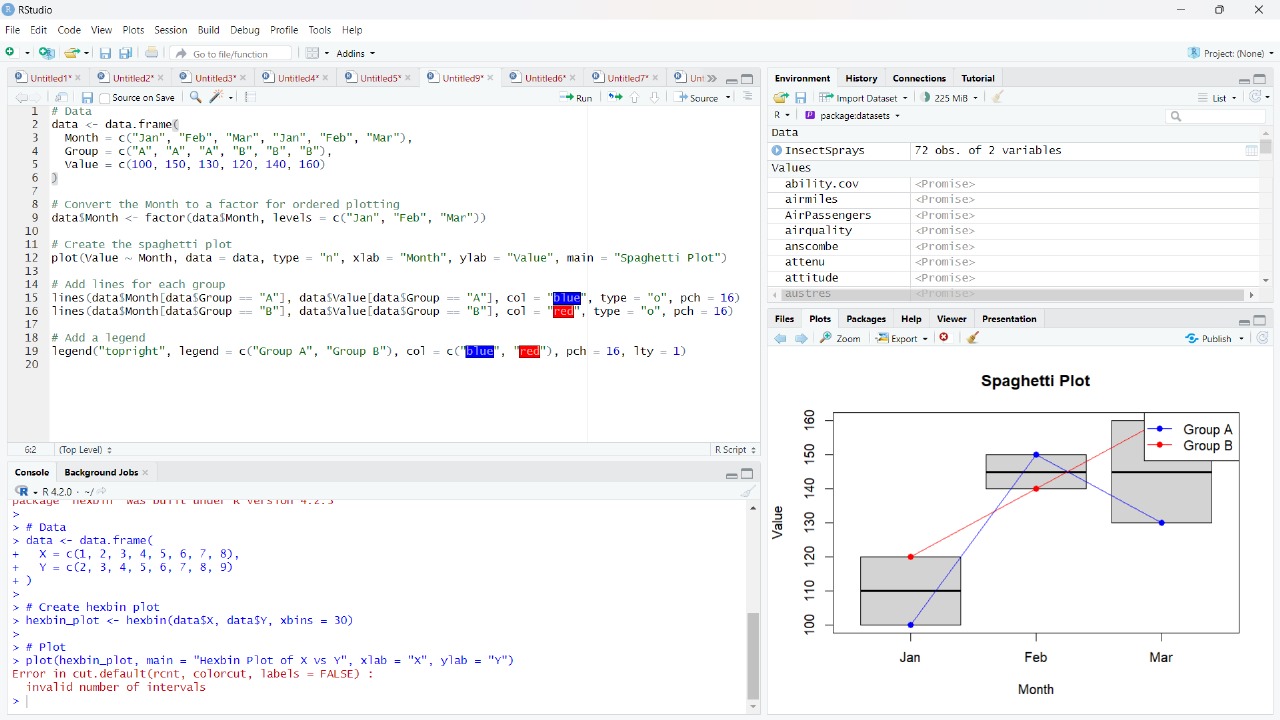 RStudio
File Edit Code View Plots Session Build Debug Profile Tools Help
Go to file/function Addins Project: (None)
Untitled1* Untitled2* Untitled3* Untitled4* Untitled5* Untitled9* Untitled6* Untitled7* Unt
Source on Save Run Source
1 # Data
2 data <- data.frame(
3 Month = c("Jan", "Feb", "Mar", "Jan", "Feb", "Mar"),
4 Group = c("A", "A", "A", "B", "B", "B"),
5 Value = c(100, 150, 130, 120, 140, 160)
6 )
7
8 # Convert the Month to a factor for ordered plotting
9 data$Month <- factor(data$Month, levels = c("Jan", "Feb", "Mar"))
10
11 # Create the spaghetti plot
12 plot(Value ~ Month, data = data, type = "n", xlab = "Month", ylab = "Value", main = "Spaghetti Plot")
13
14 # Add lines for each group
15 lines(data$Month[data$Group == "A"], data$Value[data$Group == "A"], col = "blue", type = "o", pch = 16)
16 lines(data$Month[data$Group == "B"], data$Value[data$Group == "B"], col = "red", type = "o", pch = 16)
17
18 # Add a legend
19 legend("topright", legend = c("Group A", "Group B"), col = c("blue", "red"), pch = 16, lty = 1)
20
6:2 (Top Level) R Script
Console Background Jobs
R 4.2.0 · ~/
package 'hexbin' was built under R version 4.2.3
>
> # Data
> data <- data.frame(
+ X = c(1, 2, 3, 4, 5, 6, 7, 8),
+ Y = c(2, 3, 4, 5, 6, 7, 8, 9)
+ )
>
> # Create hexbin plot
> hexbin_plot <- hexbin(data$X, data$Y, xbins = 30)
>
> # Plot
> plot(hexbin_plot, main = "Hexbin Plot of X vs Y", xlab = "X", ylab = "Y")
Error in cut.default(rcnt, colorcut, labels = FALSE) :
invalid number of intervals
>
Environment History Connections Tutorial
Import Dataset 225 MiB List
R package:datasets
Data
InsectSprays 72 obs. of 2 variables
Values
ability.cov <Promise>
airmiles <Promise>
AirPassengers <Promise>
airquality <Promise>
anscombe <Promise>
attenu <Promise>
attitude <Promise>
austres <Promise>
Files Plots Packages Help Viewer Presentation
Zoom Export Publish
Spaghetti Plot
Group A
Group B
Value
160
150
140
130
120
110
100
Jan Feb Mar
Month